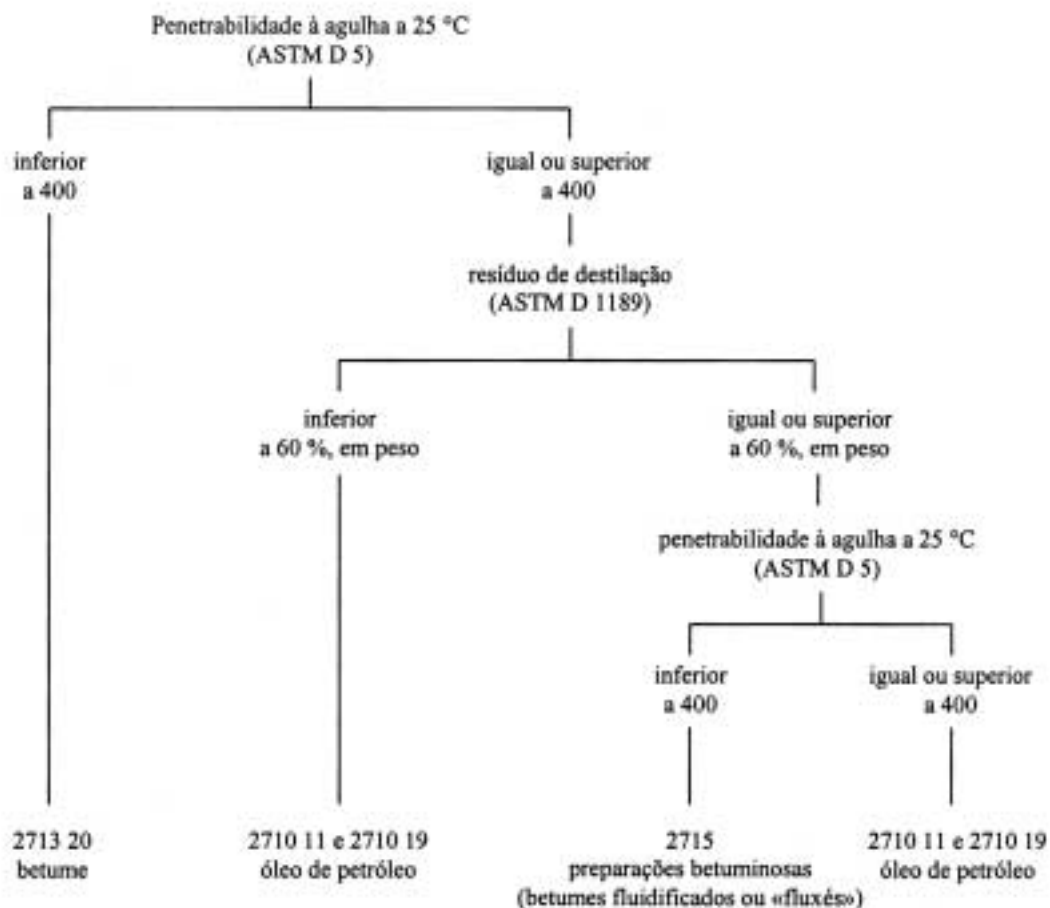 Penetrabilidade à agulha a 25 °C
(ASTM D 5)
inferior
a 400
igual ou superior
a 400
resíduo de destilação
(ASTM D 1189)
inferior
a 60 %, em peso
igual ou superior
a 60 %, em peso
penetrabilidade à agulha a 25 °C
(ASTM D 5)
inferior
a 400
igual ou superior
a 400
2713 20
betume
2710 11 e 2710 19
óleo de petróleo
2715
preparações betuminosas
(betumes fluidificados ou «fluxés»)
2710 11 e 2710 19
óleo de petróleo